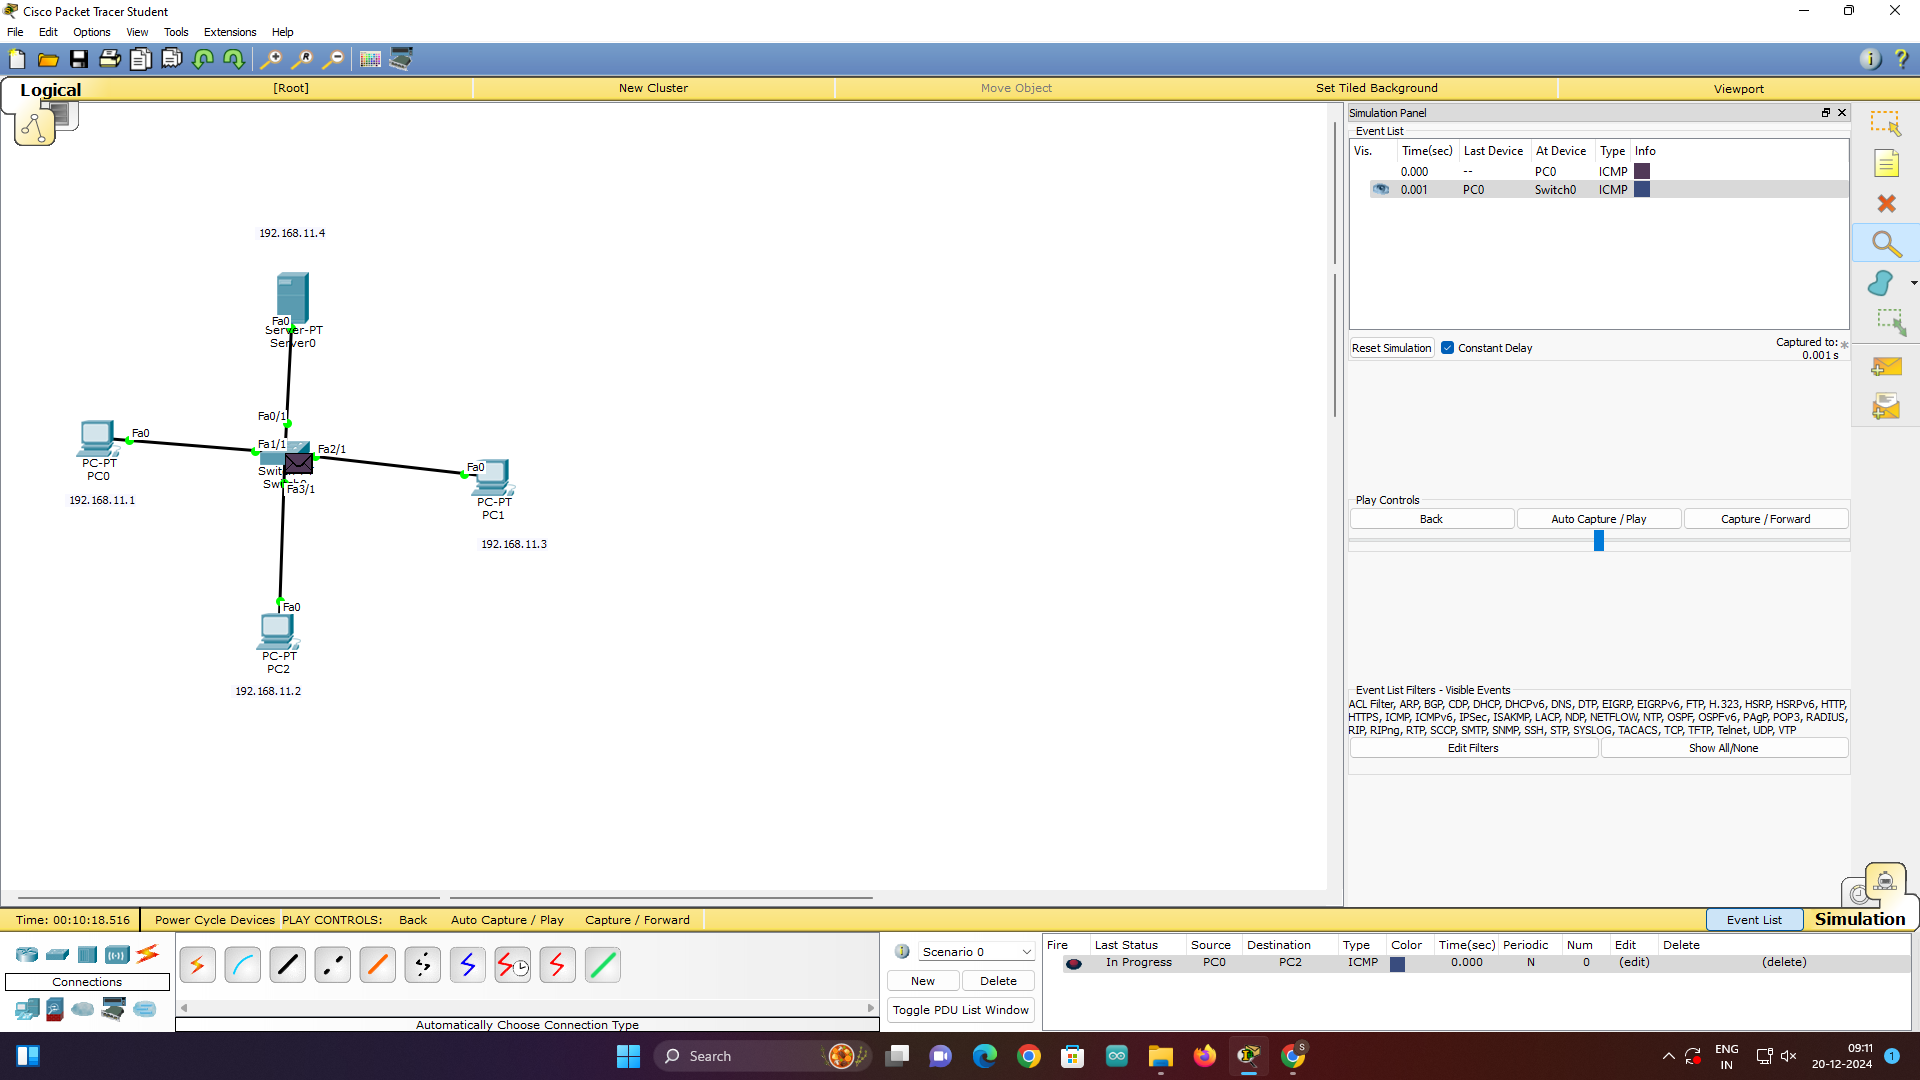 Cisco Packet Tracer Student
File Edit Options View Tools Extensions Help
Logical [Root] New Cluster Move Object Set Tiled Background Viewport
192.168.11.4
Fa0
Server-PT
Server0
Fa0/1
Fa0
Fa1/1
Fa2/1
PC-PT
PC0
192.168.11.1
Fa3/1
Fa0
PC-PT
PC1
192.168.11.3
Fa0
PC-PT
PC2
192.168.11.2
Simulation Panel
Event List
Vis. Time(sec) Last Device At Device Type Info
0.000 -- PC0 ICMP
0.001 PC0 Switch0 ICMP
Reset Simulation Constant Delay Captured to:
0.001 s
Play Controls
Back Auto Capture / Play Capture / Forward
Event List Filters - Visible Events
ACL Filter, ARP, BGP, CDP, DHCP, DHCPv6, DNS, DTP, EIGRP, EIGRPv6, FTP, H.323, HSRP, HSRPv6, HTTP,
HTTPS, ICMP, ICMPv6, IPSec, ISAKMP, LACP, NDP, NETFLOW, NTP, OSPF, OSPFv6, PAgP, POP3, RADIUS,
RIP, RIPng, RTP, SCCP, SMTP, SNMP, SSH, STP, SYSLOG, TACACS, TCP, TFTP, Telnet, UDP, VTP
Edit Filters Show All/None
Time: 00:10:18.516 Power Cycle Devices PLAY CONTROLS: Back Auto Capture / Play Capture / Forward Event List Simulation
Connections
Automatically Choose Connection Type
Scenario 0
New Delete
Toggle PDU List Window
Fire Last Status Source Destination Type Color Time(sec) Periodic Num Edit Delete
In Progress PC0 PC2 ICMP 0.000 N 0 (edit) (delete)
Search
S
ENG
IN
09:11
20-12-2024
1